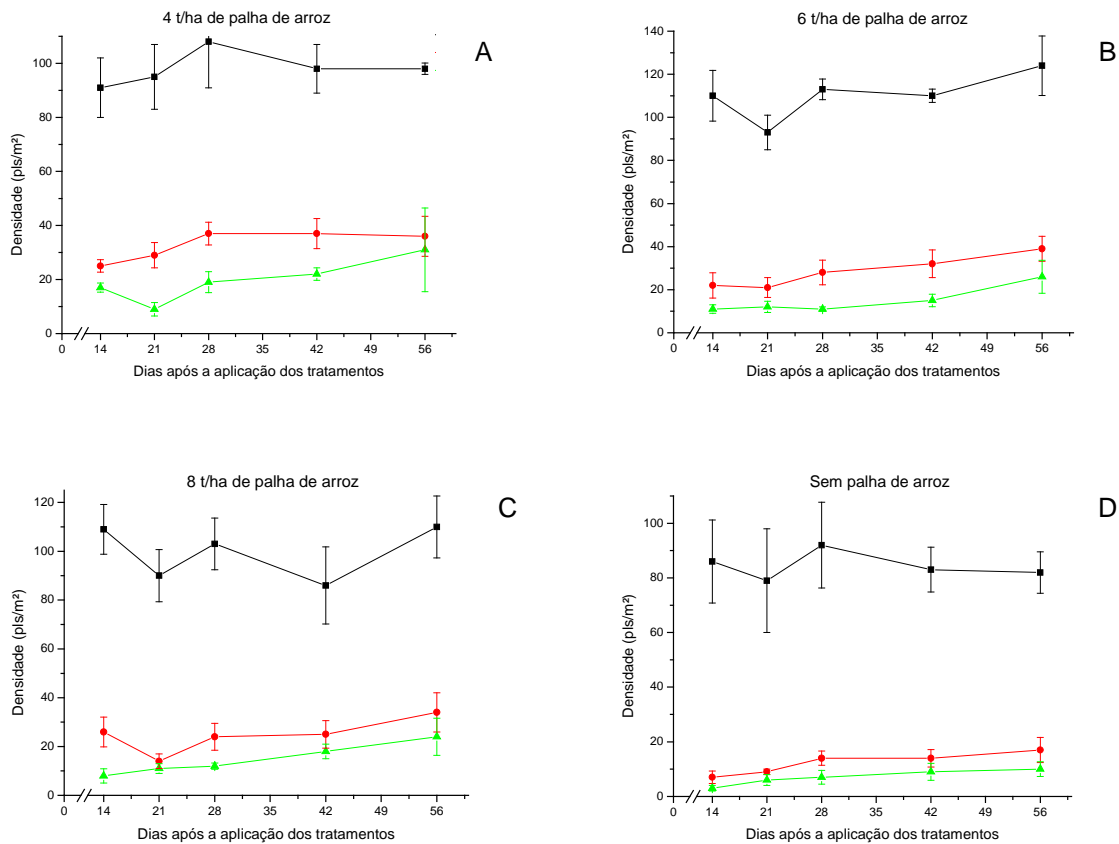 4 t/ha de palha de arroz
A
100
80
60
40
20
0
Densidade (pls/m²)
0 14 21 28 35 42 49 56
Dias após a aplicação dos tratamentos
6 t/ha de palha de arroz
B
140
120
100
80
60
40
20
0
Densidade (pls/m²)
0 14 21 28 35 42 49 56
Dias após a aplicação dos tratamentos
8 t/ha de palha de arroz
C
120
100
80
60
40
20
0
Densidade (pls/m²)
0 14 21 28 35 42 49 56
Dias após a aplicação dos tratamentos
Sem palha de arroz
D
100
80
60
40
20
0
Densidade (pls/m²)
0 14 21 28 35 42 49 56
Dias após a aplicação dos tratamentos